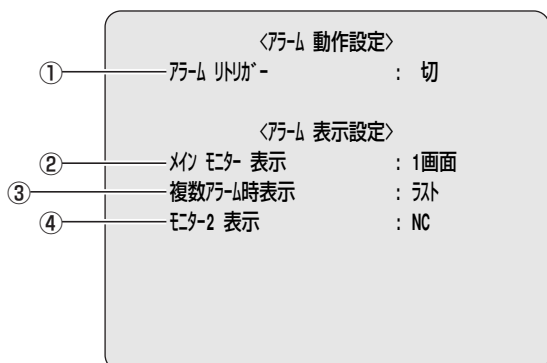 〈ｱﾗｰﾑ 動作設定〉
① ｱﾗｰﾑ ﾘﾄﾘｶﾞｰ : 切
〈ｱﾗｰﾑ 表示設定〉
② ﾒｲﾝ ﾓﾆﾀｰ 表示 : 1画面
③ 複数ｱﾗｰﾑ時表示 : ﾗｽﾄ
④ ﾓﾆﾀｰ2 表示 : NC